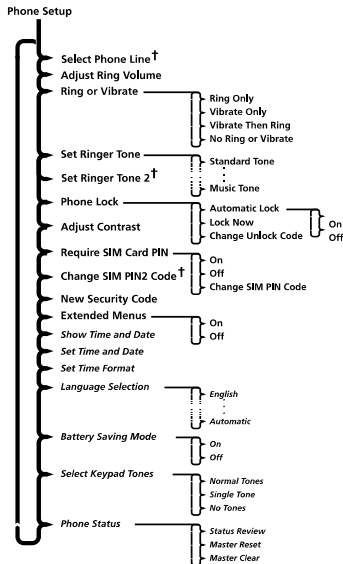 Phone Setup
Select Phone Line†
Adjust Ring Volume
Ring or Vibrate
Ring Only
Vibrate Only
Vibrate Then Ring
No Ring or Vibrate
Set Ringer Tone
Standard Tone
Set Ringer Tone 2†
Music Tone
Phone Lock
Automatic Lock
On
Off
Lock Now
Change Unlock Code
Adjust Contrast
Require SIM Card PIN
On
Off
Change SIM PIN Code
Change SIM PIN2 Code†
New Security Code
Extended Menus
On
Off
Show Time and Date
Set Time and Date
Set Time Format
Language Selection
English
Automatic
Battery Saving Mode
On
Off
Select Keypad Tones
Normal Tones
Single Tone
No Tones
Phone Status
Status Review
Master Reset
Master Clear